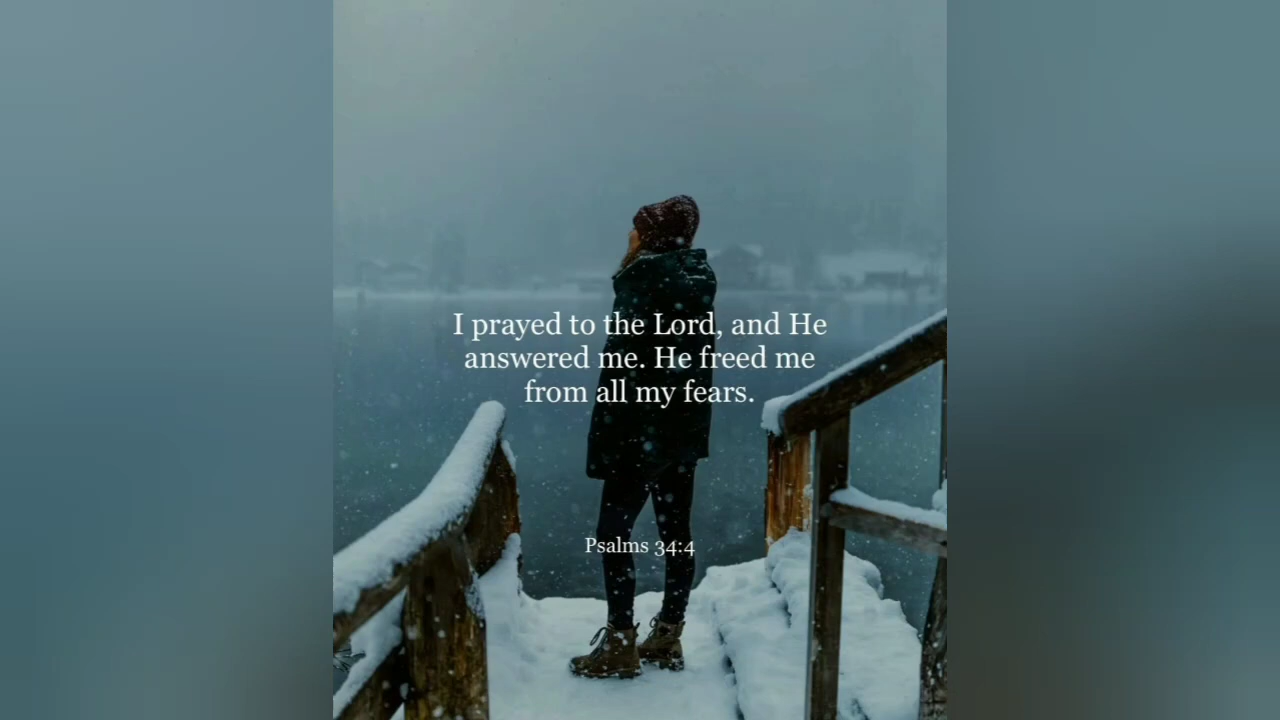 I prayed to the Lord, and He
answered me. He freed me
from all my fears.
Psalms 34:4